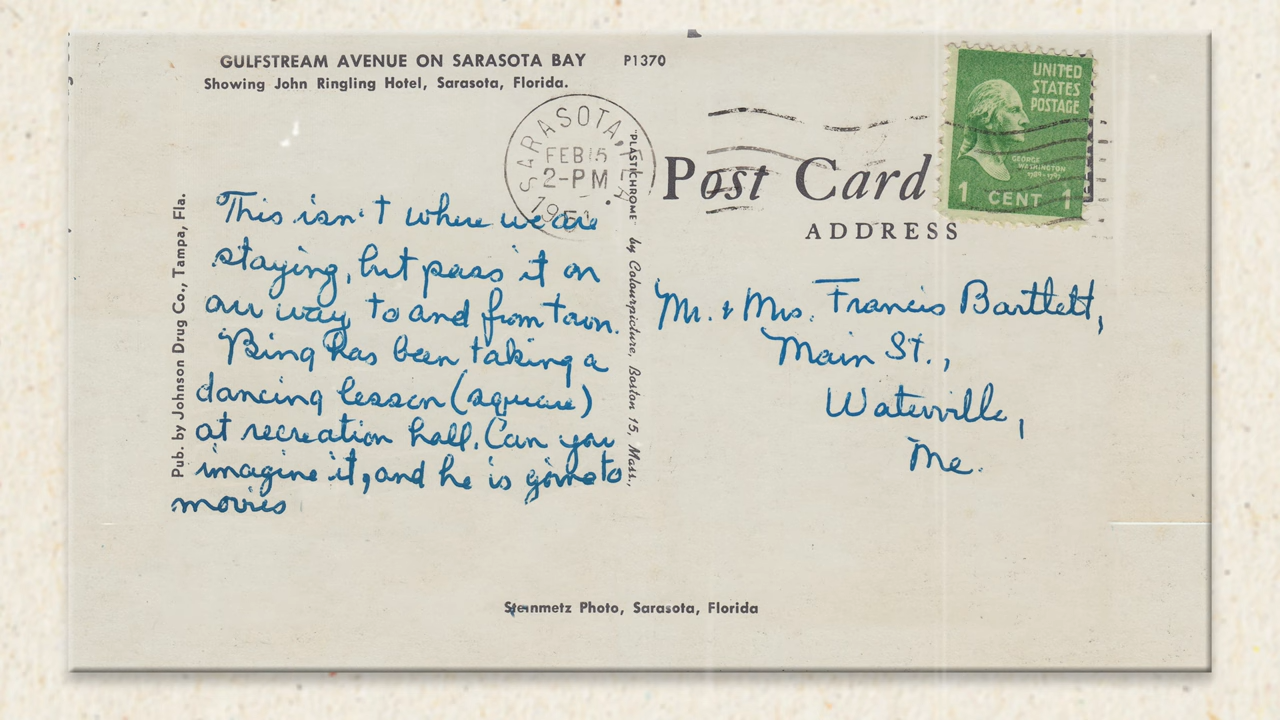 GULFSTREAM AVENUE ON SARASOTA BAY P1370
Showing John Ringling Hotel, Sarasota, Florida.
SARASOTA,
FEB 15
2-PM
Post Card
ADDRESS
UNITED
STATES
POSTAGE
GEORGE
WASHINGTON
1 CENT 1
Pub. by Johnson Drug Co., Tampa, Fla.
"PLASTICHROME" by Colourpicture, Boston 15, Mass.,
This isn't where we are
staying, but pass it on
our way to and from town.
Bing has been taking a
dancing lesson (square)
at recreation hall. Can you
imagine it, and he is going to
movies
Mr. & Mrs. Francis Bartlett,
Main St.,
Waterville,
Me.
Steinmetz Photo, Sarasota, Florida